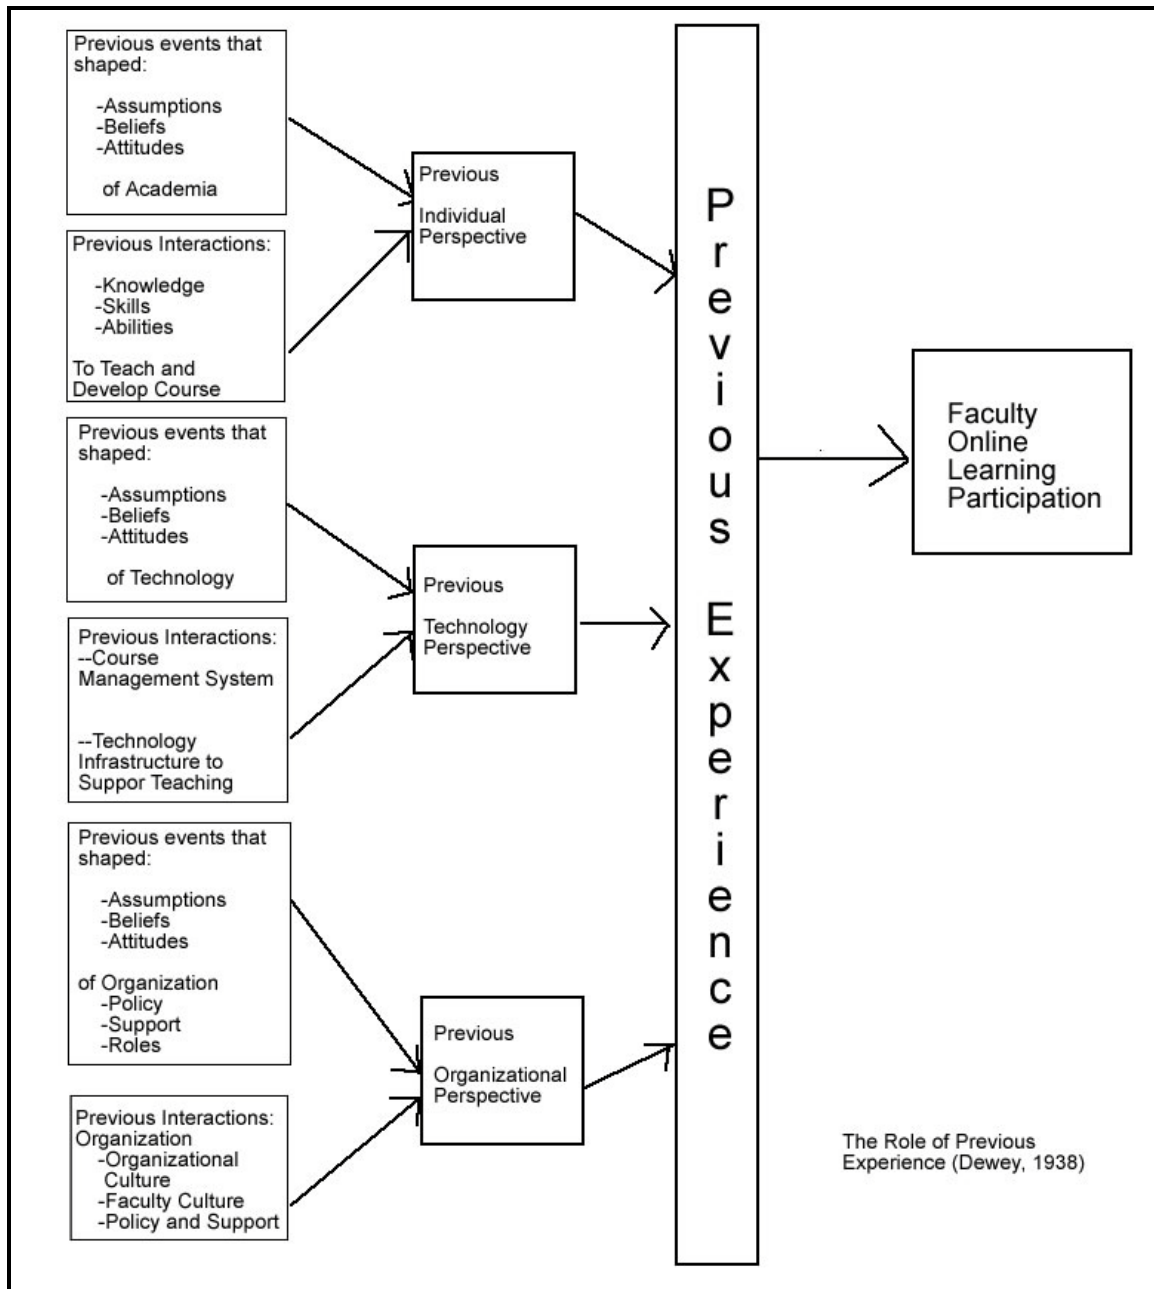 Previous events that
shaped:
-Assumptions
-Beliefs
-Attitudes
of Academia
Previous Interactions:
-Knowledge
-Skills
-Abilities
To Teach and
Develop Course
Previous events that
shaped:
-Assumptions
-Beliefs
-Attitudes
of Technology
Previous Interactions:
--Course
Management System
--Technology
Infrastructure to
Suppor Teaching
Previous events that
shaped:
-Assumptions
-Beliefs
-Attitudes
of Organization
-Policy
-Support
-Roles
Previous Interactions:
Organization
-Organizational
Culture
-Faculty Culture
-Policy and Support
Previous
Individual
Perspective
Previous
Technology
Perspective
Previous
Organizational
Perspective
Previous Experience
Faculty
Online
Learning
Participation
The Role of Previous
Experience (Dewey, 1938)